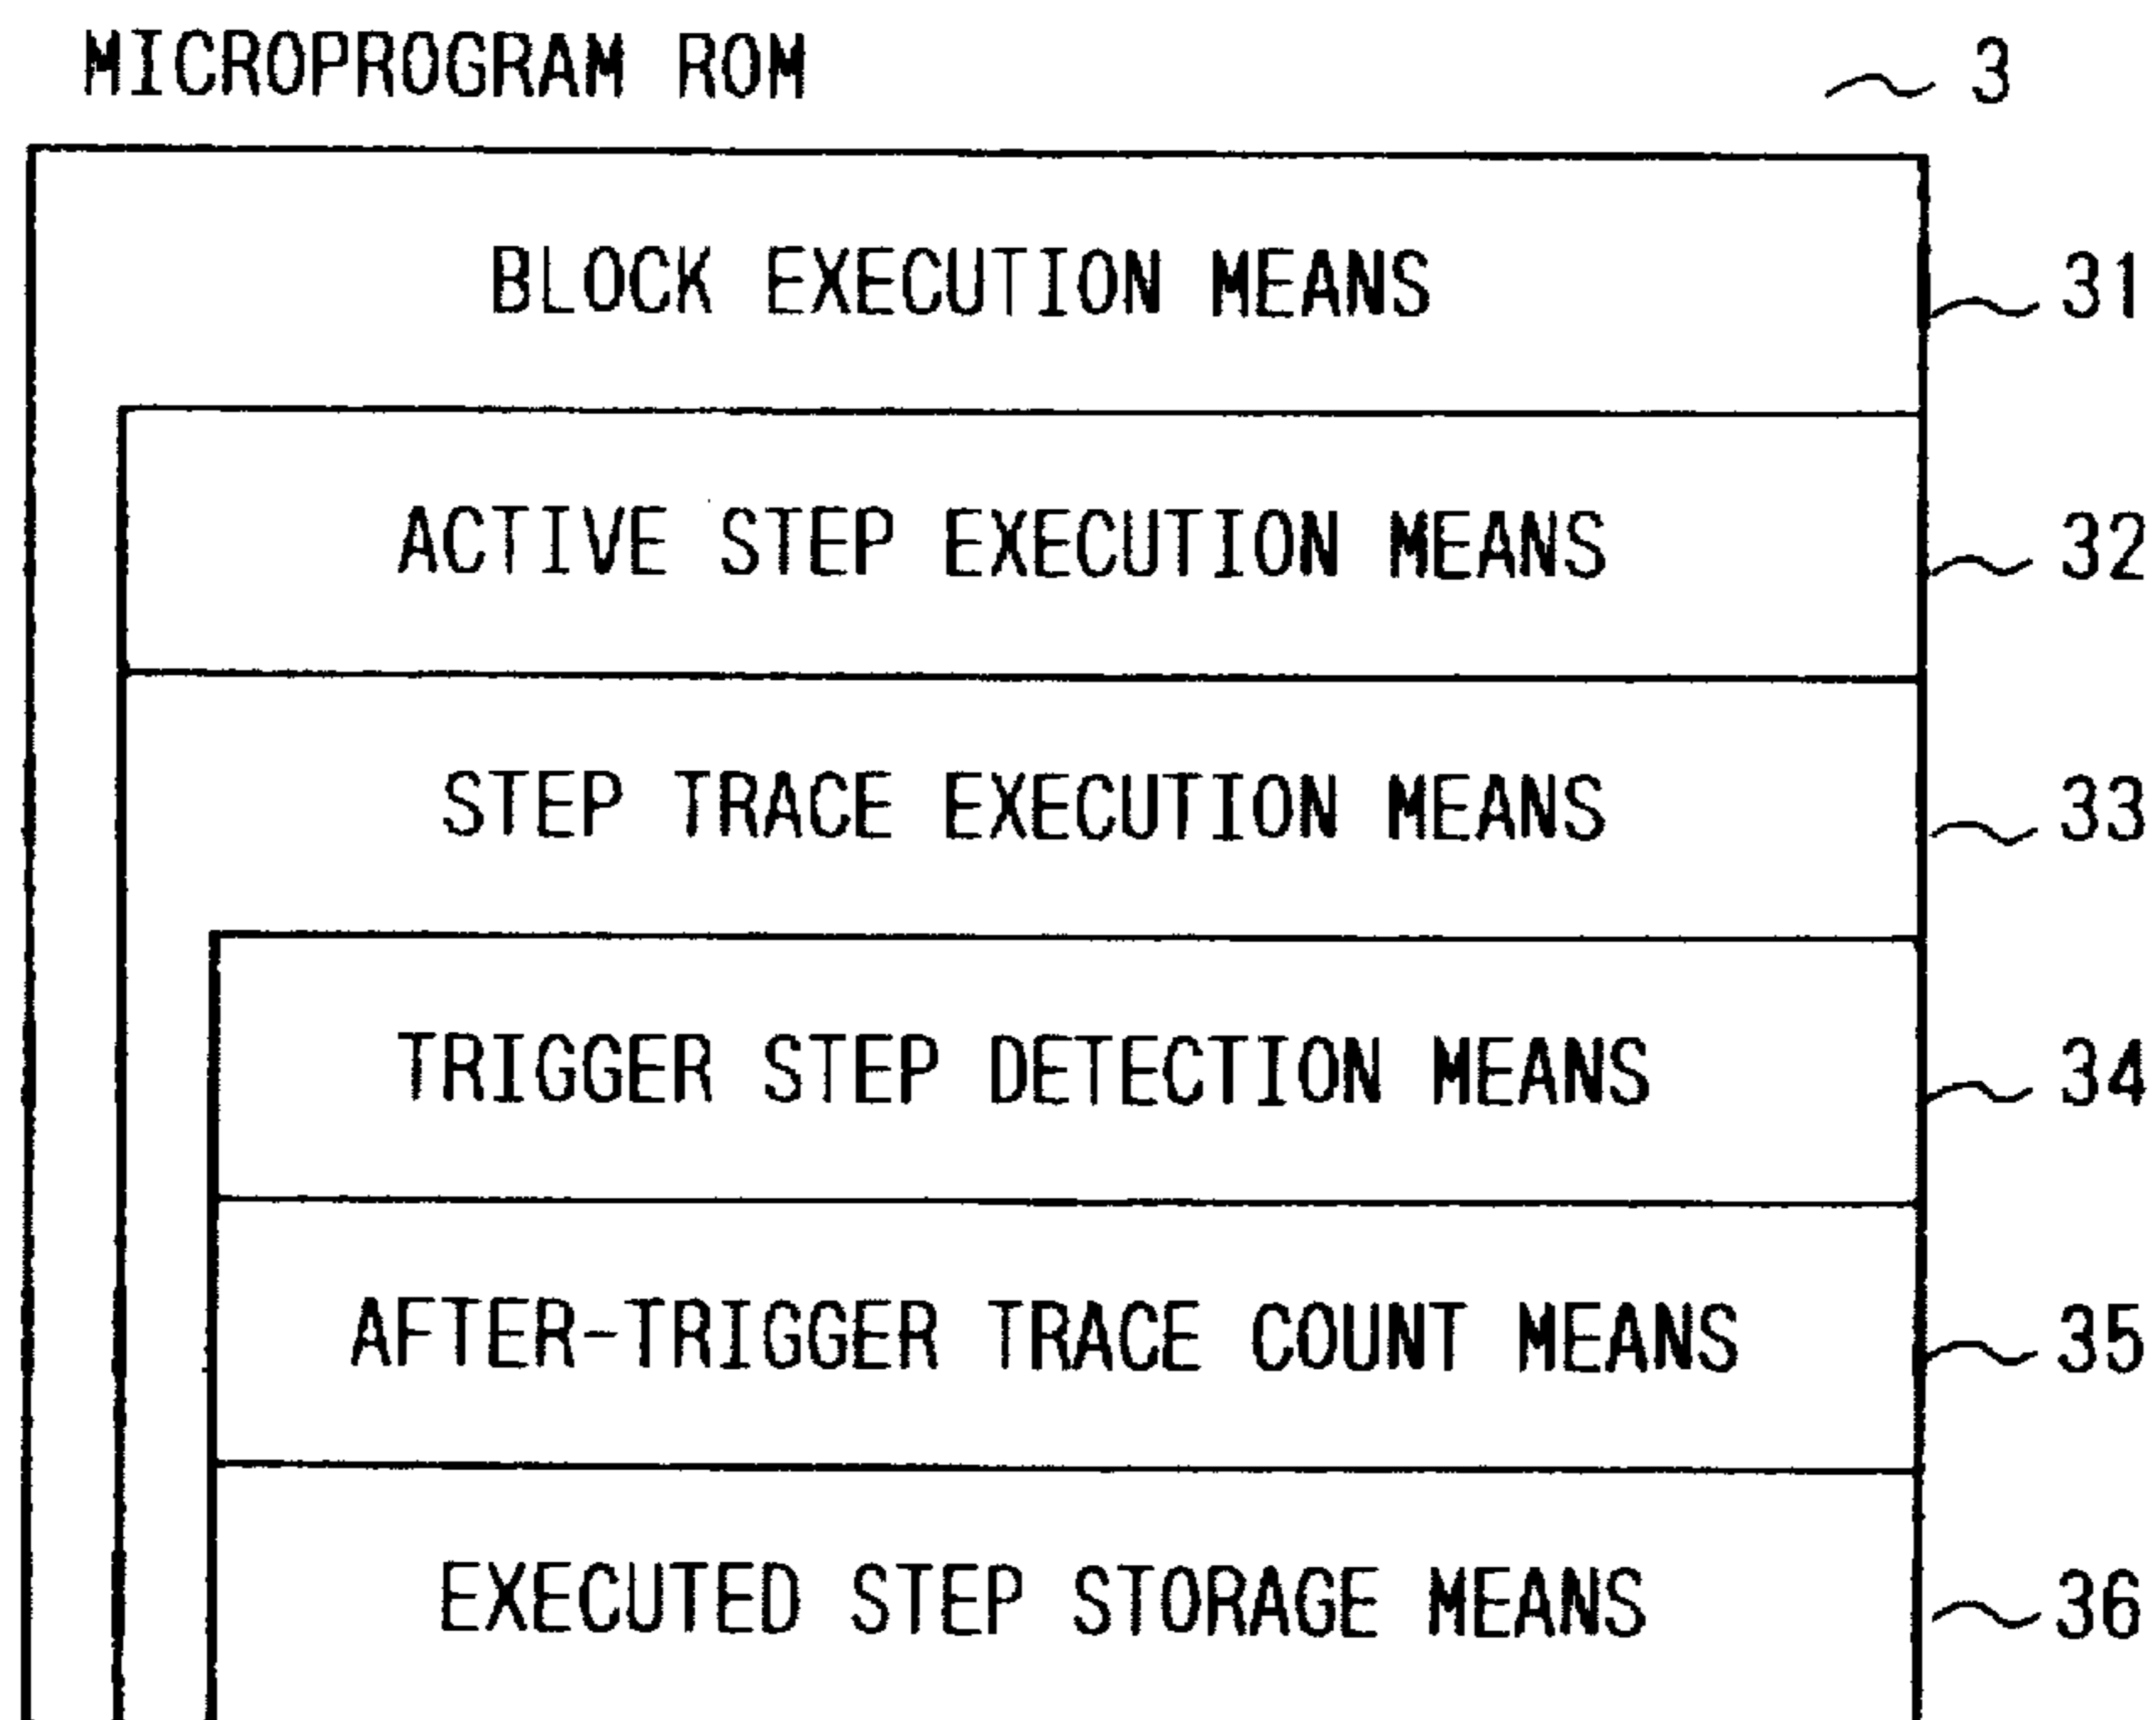 MICROPROGRAM ROM 3
BLOCK EXECUTION MEANS 31
ACTIVE STEP EXECUTION MEANS 32
STEP TRACE EXECUTION MEANS 33
TRIGGER STEP DETECTION MEANS 34
AFTER-TRIGGER TRACE COUNT MEANS 35
EXECUTED STEP STORAGE MEANS 36